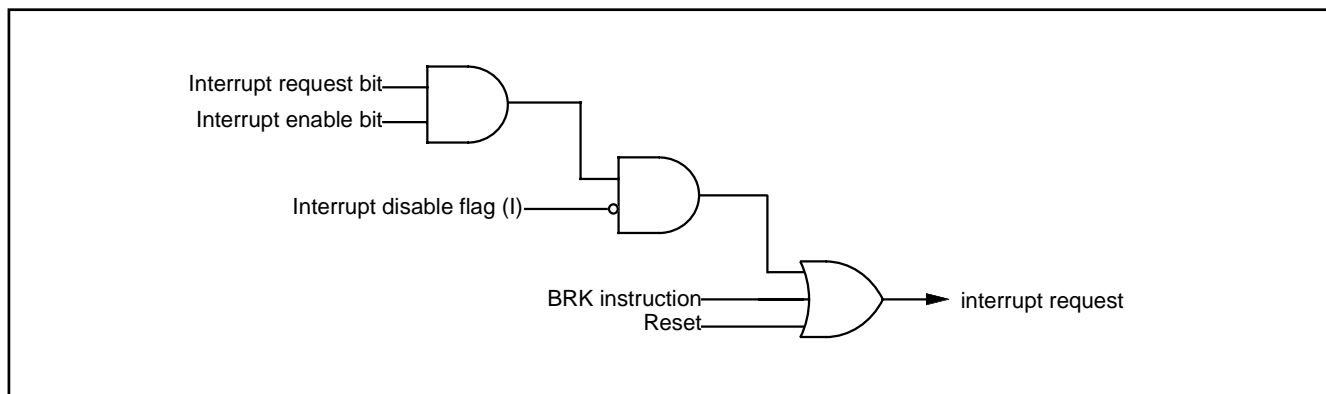 Interrupt request bit
Interrupt enable bit
Interrupt disable flag (I)
BRK instruction
interrupt request
Reset